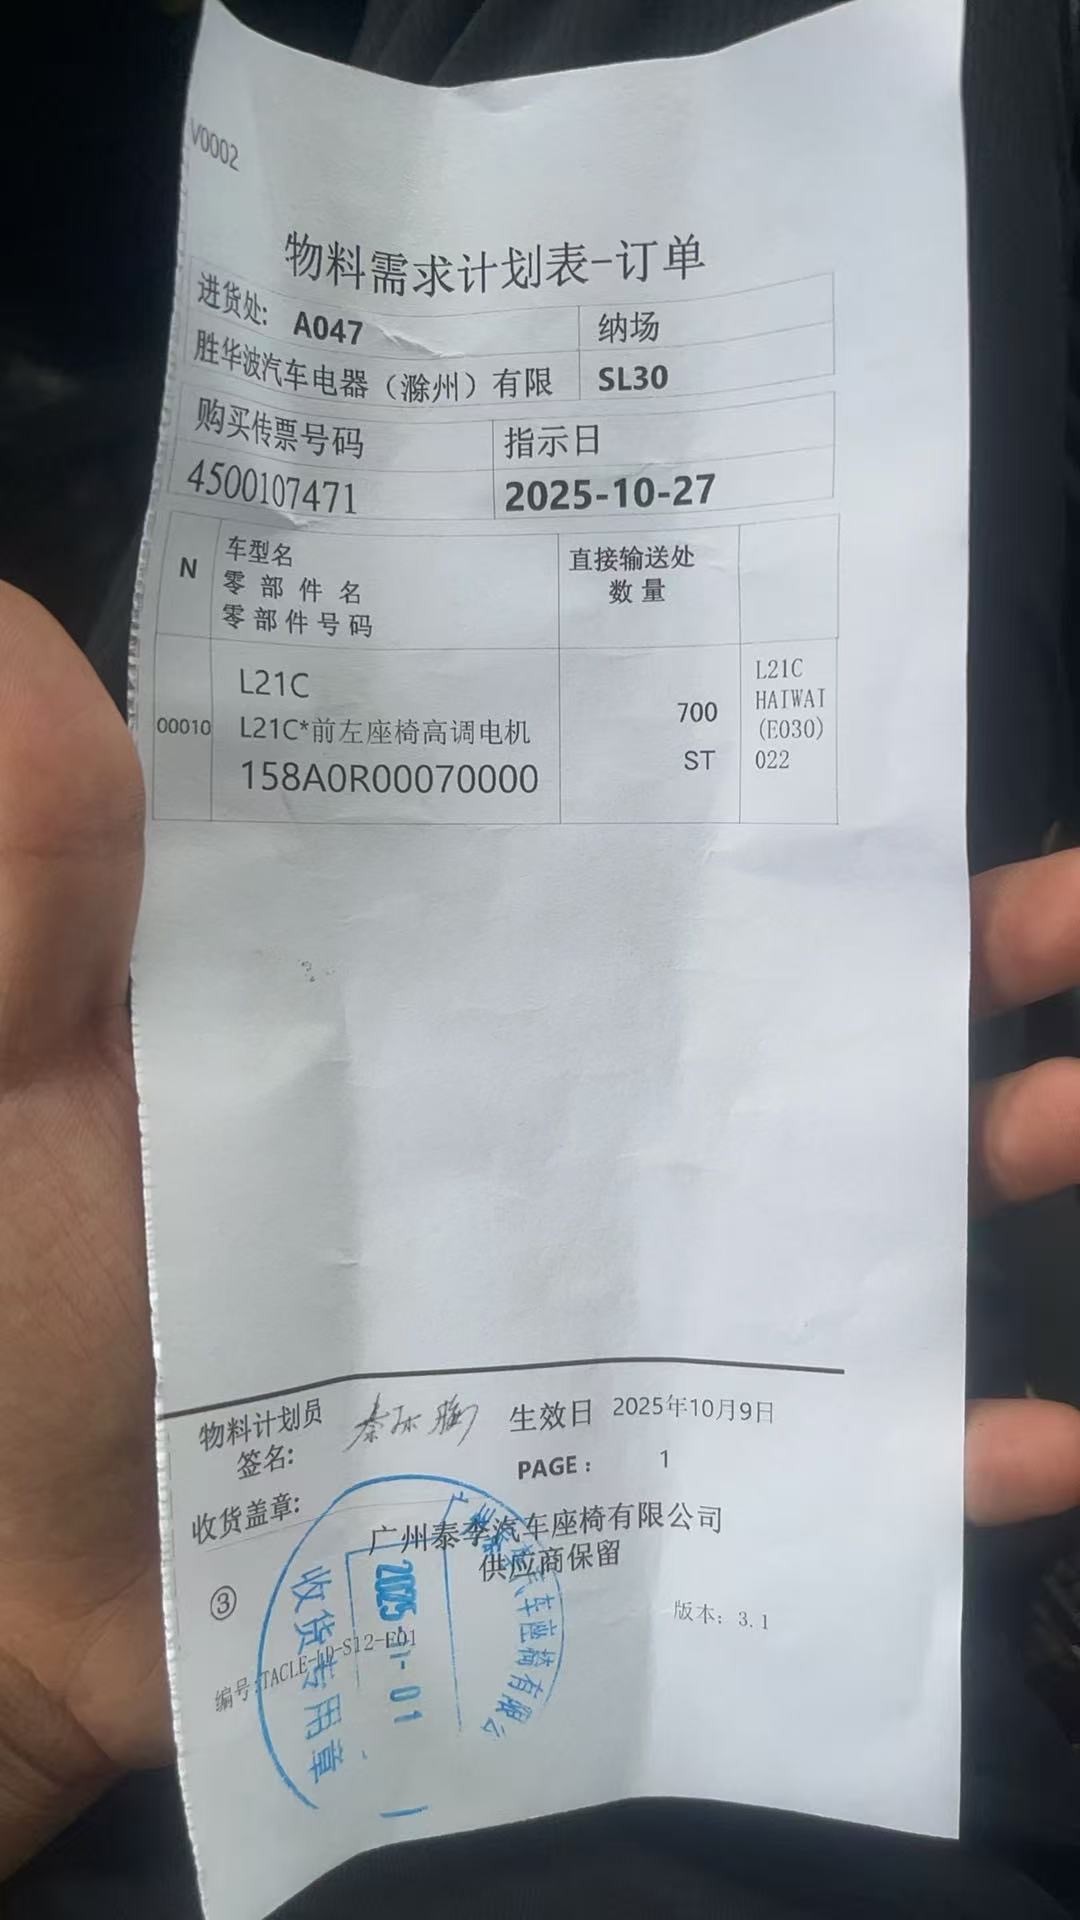 V0002
物料需求计划表-订单
进货处: A047
纳场
胜华波汽车电器（滁州）有限
SL30
购买传票号码
指示日
4500107471
2025-10-27
N
车型名
零部件名
零部件号码
直接输送处
数量
00010
L21C
L21C*前左座椅高调电机
158A0R00070000
700
ST
L21C
HAIWAI
(E030)
022
物料计划员
签名:
生效日 2025年10月9日
PAGE： 1
收货盖章:
广州泰李汽车座椅有限公司
供应商保留
③
版本：3.1
编号:TACLE-LD-S12-E01
收货专用章